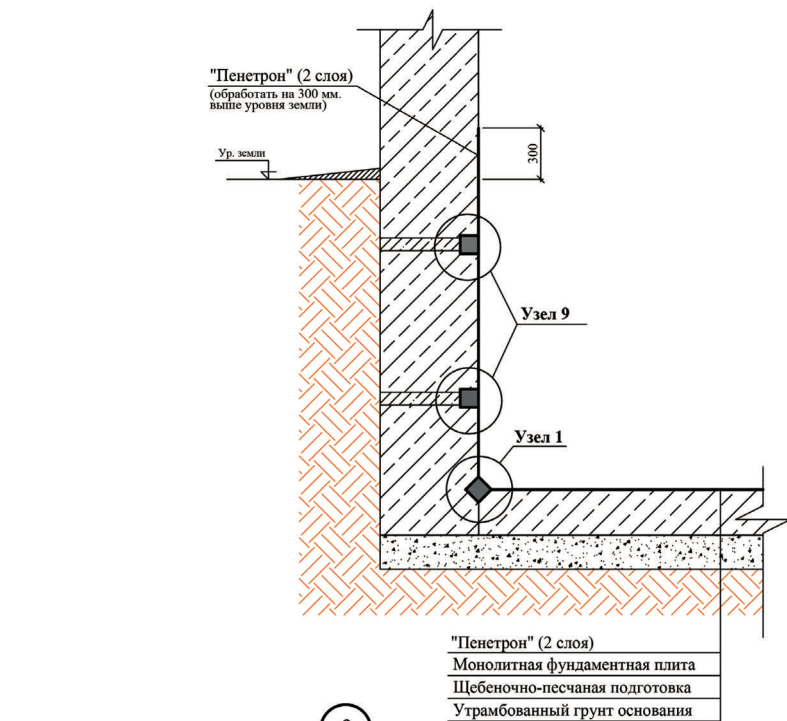 "Пенетрон" (2 слоя)
(обработать на 300 мм.
выше уровня земли)
Ур. земли
300
Узел 9
Узел 1
"Пенетрон" (2 слоя)
Монолитная фундаментная плита
Щебеночно-песчаная подготовка
Утрамбованный грунт основания